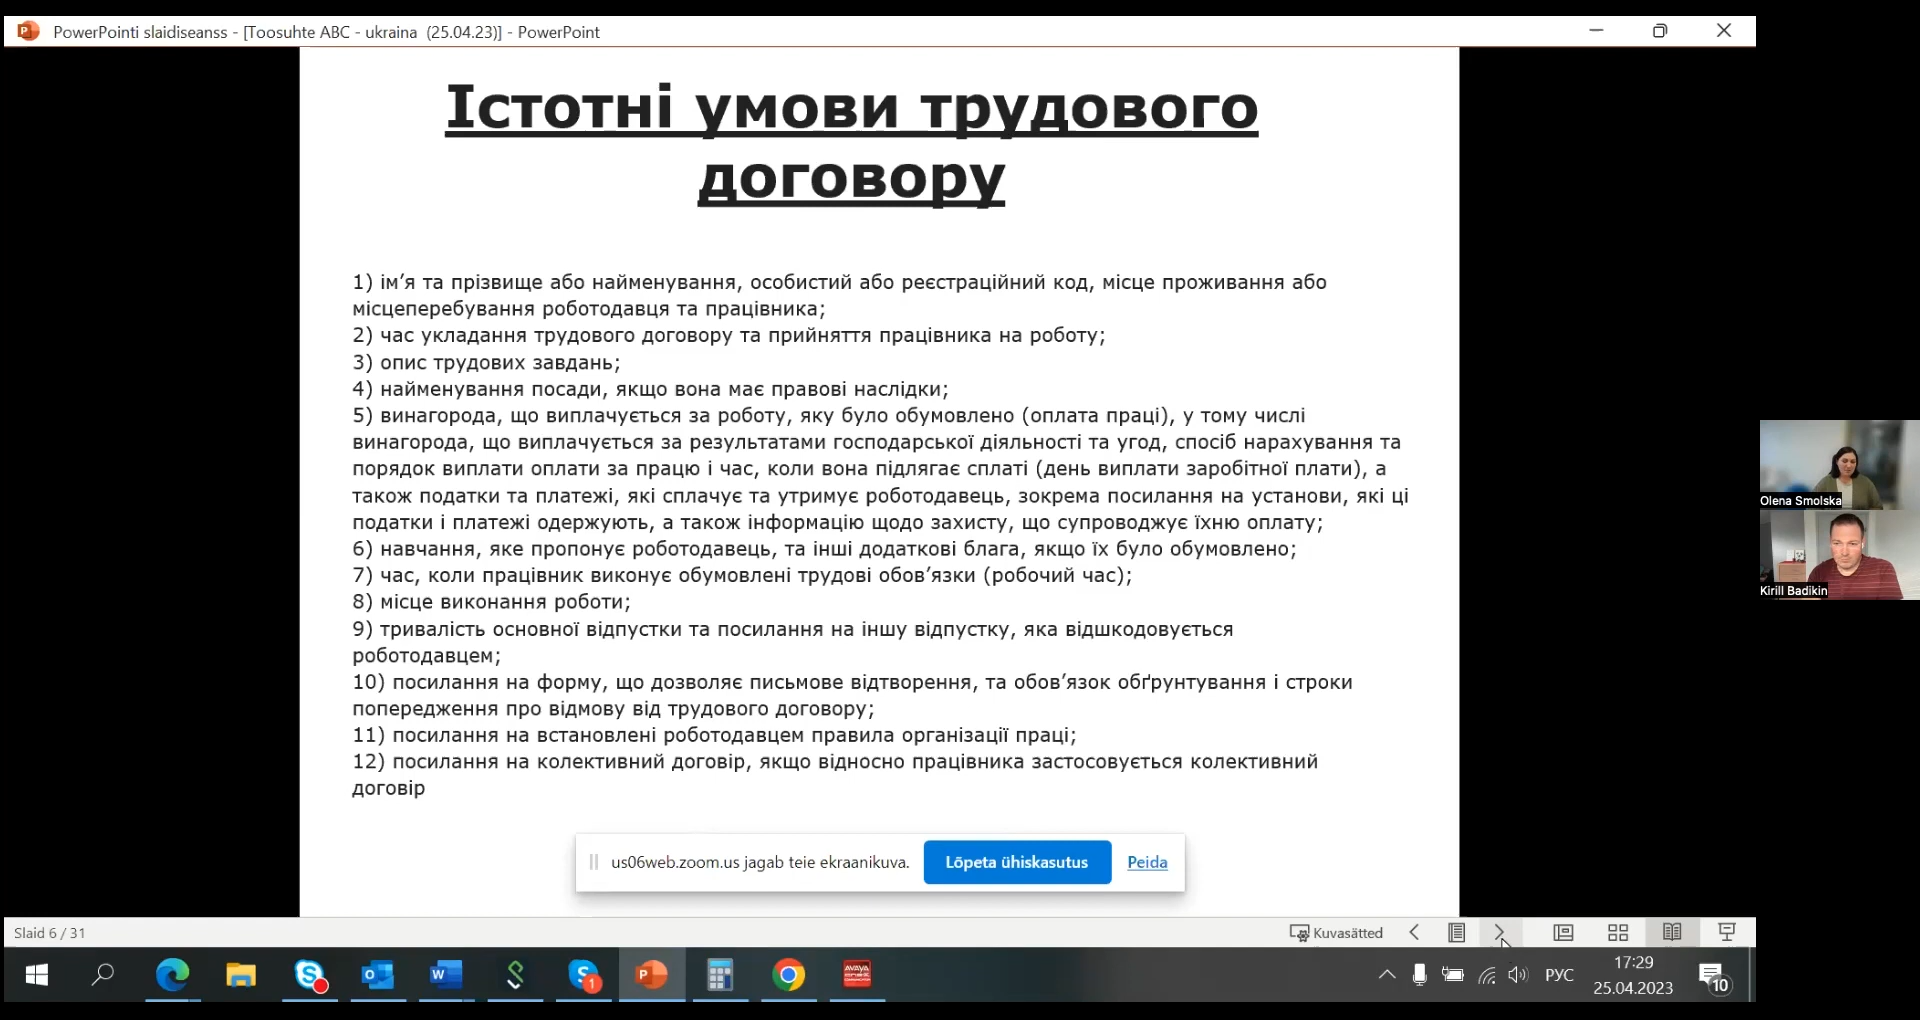 PowerPointi slaidiseanss - [Toosuhte ABC - ukraina (25.04.23)] - PowerPoint
Істотні умови трудового
договору
1) ім’я та прізвище або найменування, особистий або реєстраційний код, місце проживання або
місцеперебування роботодавця та працівника;
2) час укладання трудового договору та прийняття працівника на роботу;
3) опис трудових завдань;
4) найменування посади, якщо вона має правові наслідки;
5) винагорода, що виплачується за роботу, яку було обумовлено (оплата праці), у тому числі
винагорода, що виплачується за результатами господарської діяльності та угод, спосіб нарахування та
порядок виплати оплати за працю і час, коли вона підлягає сплаті (день виплати заробітної плати), а
також податки та платежі, які сплачує та утримує роботодавець, зокрема посилання на установи, які ці
податки і платежі одержують, а також інформацію щодо захисту, що супроводжує їхню оплату;
6) навчання, яке пропонує роботодавець, та інші додаткові блага, якщо їх було обумовлено;
7) час, коли працівник виконує обумовлені трудові обов’язки (робочий час);
8) місце виконання роботи;
9) тривалість основної відпустки та посилання на іншу відпустку, яка відшкодовується
роботодавцем;
10) посилання на форму, що дозволяє письмове відтворення, та обов’язок обґрунтування і строки
попередження про відмову від трудового договору;
11) посилання на встановлені роботодавцем правила організації праці;
12) посилання на колективний договір, якщо відносно працівника застосовується колективний
договір
Olena Smolska
Kirill Badikin
us06web.zoom.us jagab teie ekraanikuva. Lõpeta ühiskasutus Peida
Slaid 6 / 31 Kuvasätted
AVAYA
1
РУС
17:29
25.04.2023
10